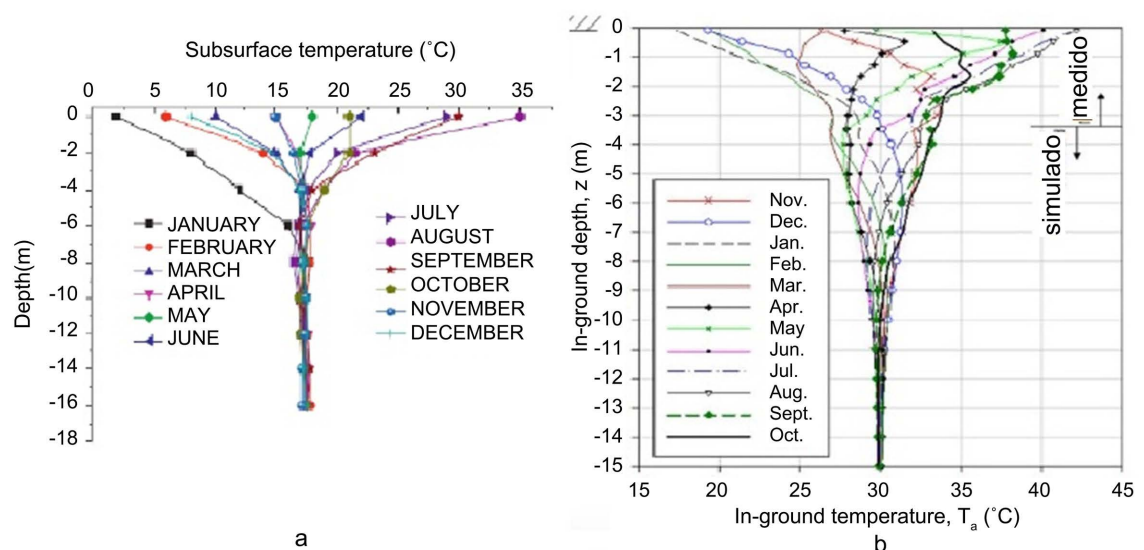 Subsurface temperature (˚C)
0 5 10 15 20 25 30 35
0
-2
-4
-6
-8
-10
-12
-14
-16
-18
Depth(m)
JANUARY
FEBRUARY
MARCH
APRIL
MAY
JUNE
JULY
AUGUST
SEPTEMBER
OCTOBER
NOVEMBER
DECEMBER
a
0
-1
-2
-3
-4
-5
-6
-7
-8
-9
-10
-11
-12
-13
-14
-15
In-ground depth, z (m)
medido
simulado
Nov.
Dec.
Jan.
Feb.
Mar.
Apr.
May
Jun.
Jul.
Aug.
Sept.
Oct.
15 20 25 30 35 40 45
In-ground temperature, Ta (˚C)
b